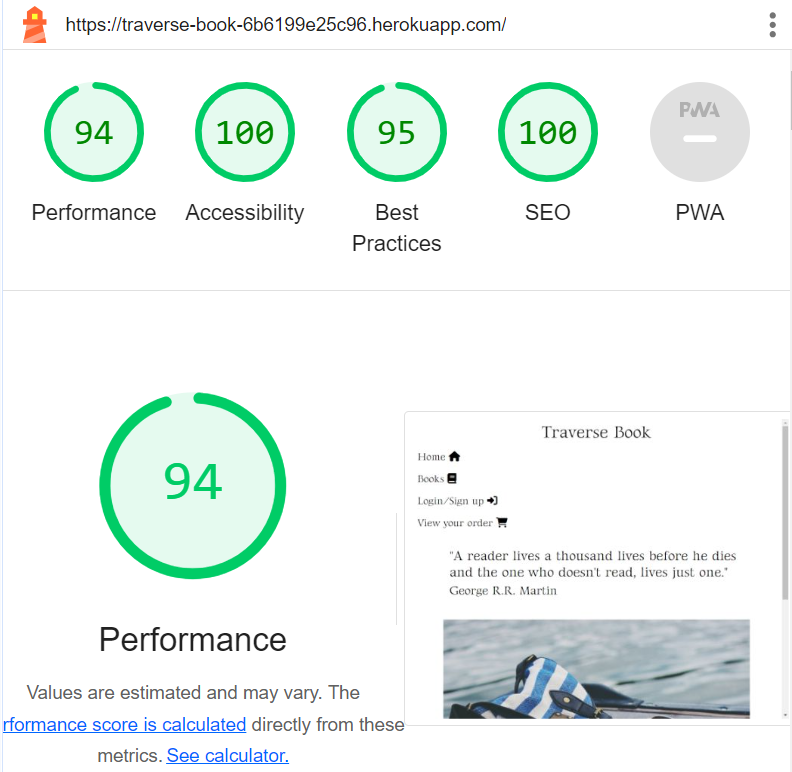 https://traverse-book-6b6199e25c96.herokuapp.com/
94
100
95
100
PWA
Performance
Accessibility
Best
Practices
SEO
PWA
94
Performance
Values are estimated and may vary. The
rformance score is calculated directly from these
metrics. See calculator.
Traverse Book
Home
Books
Login/Sign up
View your order
"A reader lives a thousand lives before he dies
and the one who doesn't read, lives just one."
George R.R. Martin